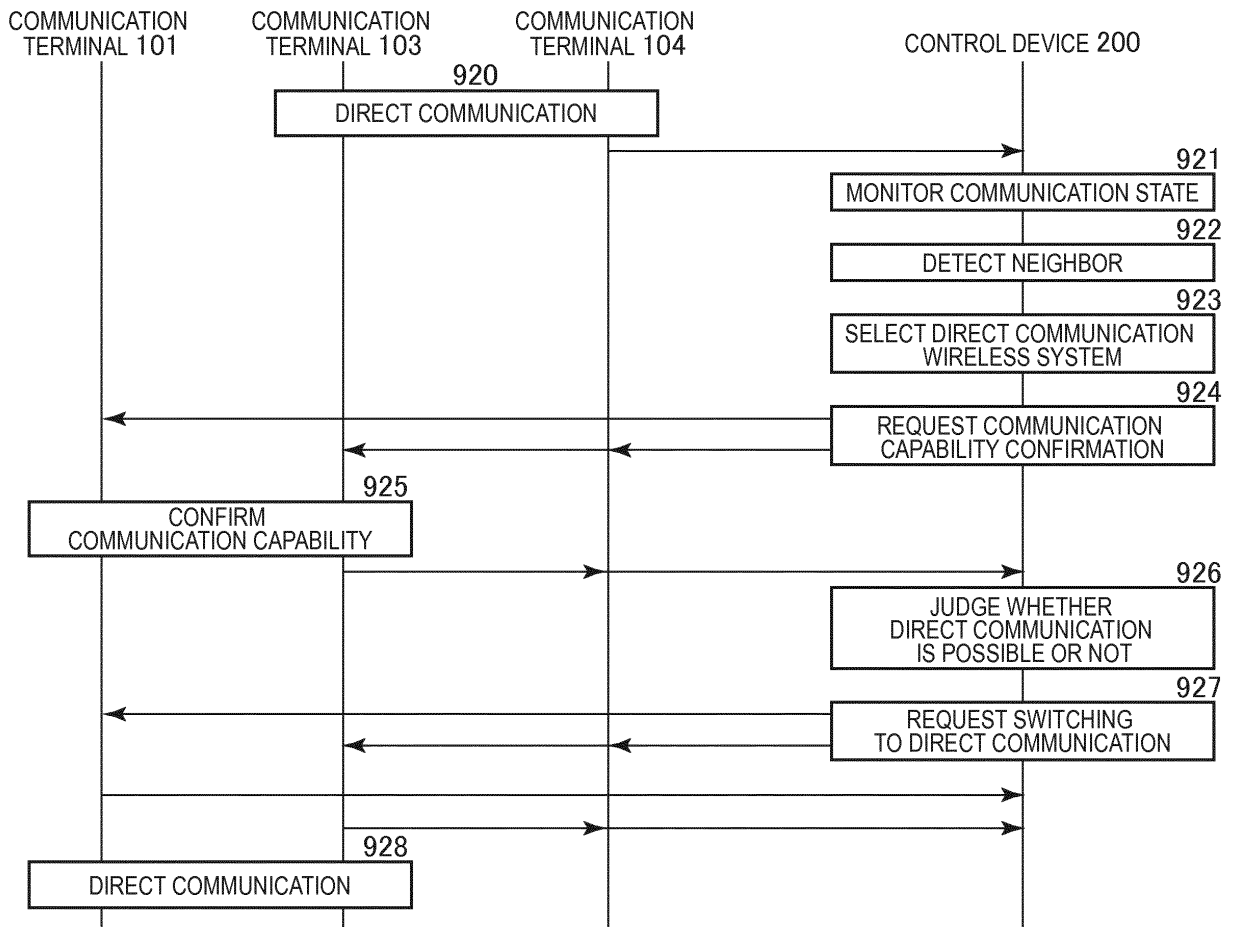 COMMUNICATION
TERMINAL 101
COMMUNICATION
TERMINAL 103
COMMUNICATION
TERMINAL 104
CONTROL DEVICE 200
920
DIRECT COMMUNICATION
921
MONITOR COMMUNICATION STATE
922
DETECT NEIGHBOR
923
SELECT DIRECT COMMUNICATION
WIRELESS SYSTEM
924
REQUEST COMMUNICATION
CAPABILITY CONFIRMATION
925
CONFIRM
COMMUNICATION CAPABILITY
926
JUDGE WHETHER
DIRECT COMMUNICATION
IS POSSIBLE OR NOT
927
REQUEST SWITCHING
TO DIRECT COMMUNICATION
928
DIRECT COMMUNICATION